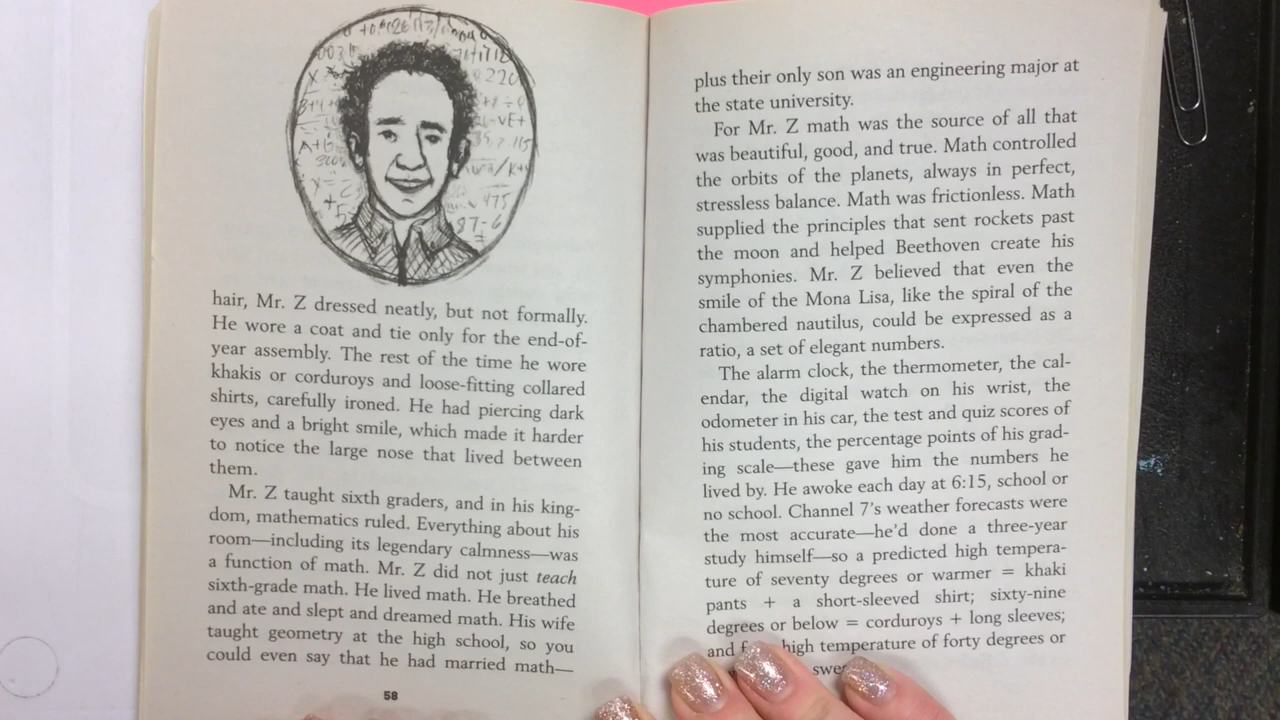 hair, Mr. Z dressed neatly, but not formally.
He wore a coat and tie only for the end-of-
year assembly. The rest of the time he wore
khakis or corduroys and loose-fitting collared
shirts, carefully ironed. He had piercing dark
eyes and a bright smile, which made it harder
to notice the large nose that lived between
them.
Mr. Z taught sixth graders, and in his king-
dom, mathematics ruled. Everything about his
room—including its legendary calmness—was
a function of math. Mr. Z did not just teach
sixth-grade math. He lived math. He breathed
and ate and slept and dreamed math. His wife
taught geometry at the high school, so you
could even say that he had married math—
58
plus their only son was an engineering major at
the state university.
For Mr. Z math was the source of all that
was beautiful, good, and true. Math controlled
the orbits of the planets, always in perfect,
stressless balance. Math was frictionless. Math
supplied the principles that sent rockets past
the moon and helped Beethoven create his
symphonies. Mr. Z believed that even the
smile of the Mona Lisa, like the spiral of the
chambered nautilus, could be expressed as a
ratio, a set of elegant numbers.
The alarm clock, the thermometer, the cal-
endar, the digital watch on his wrist, the
odometer in his car, the test and quiz scores of
his students, the percentage points of his grad-
ing scale—these gave him the numbers he
lived by. He awoke each day at 6:15, school or
no school. Channel 7's weather forecasts were
the most accurate—he'd done a three-year
study himself—so a predicted high tempera-
ture of seventy degrees or warmer = khaki
pants + a short-sleeved shirt; sixty-nine
degrees or below = corduroys + long sleeves;
and high temperature of forty degrees or